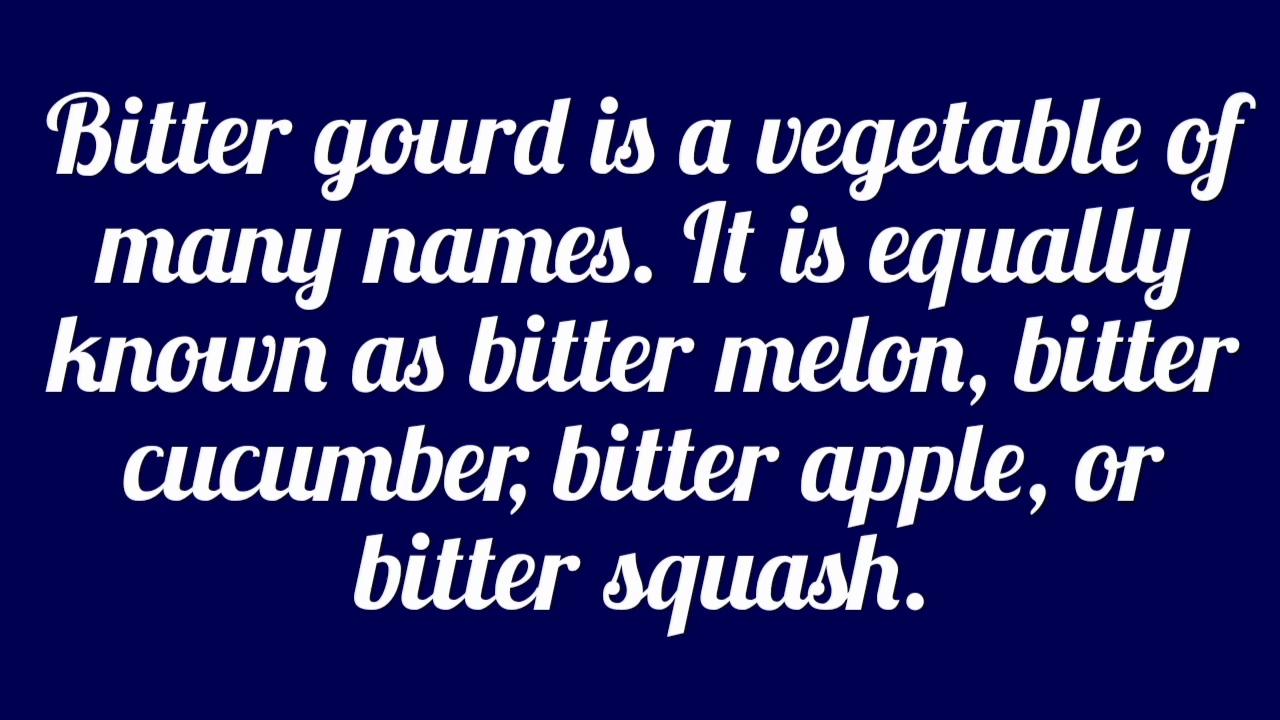 Bitter gourd is a vegetable of
many names. It is equally
known as bitter melon, bitter
cucumber, bitter apple, or
bitter squash.